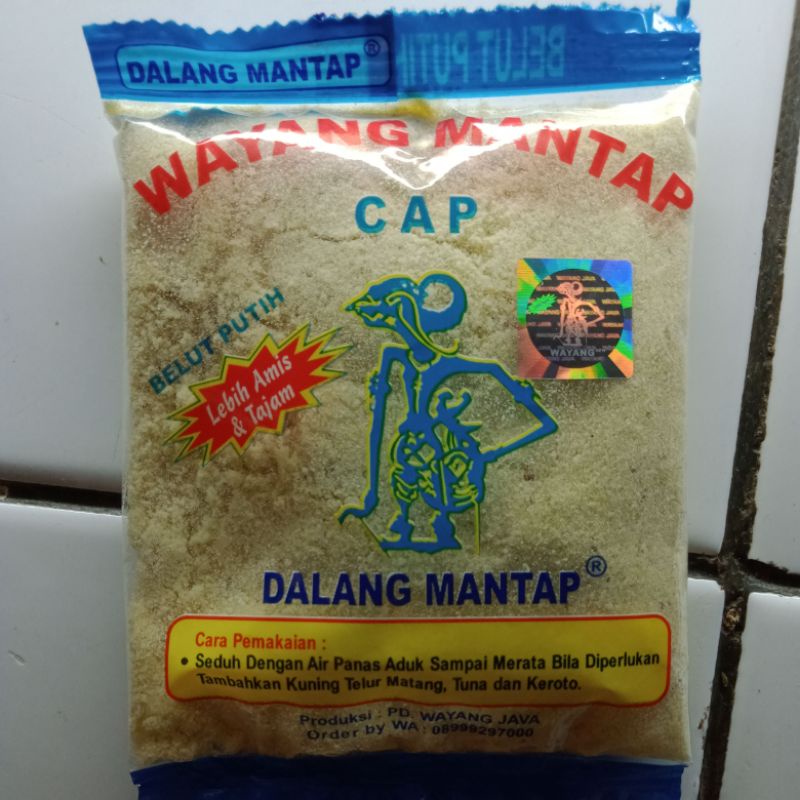 DALANG MANTAP®
BELUT PUTIH
WAYANG MANTAP
CAP
BELUT PUTIH
Lebih Amis
& Tajam
WAYANG
DALANG MANTAP®
Cara Pemakaian :
• Seduh Dengan Air Panas Aduk Sampai Merata Bila Diperlukan
Tambahkan Kuning Telur Matang, Tuna dan Keroto.
Produksi : PD. WAYANG JAVA
Order by WA : 08999297000